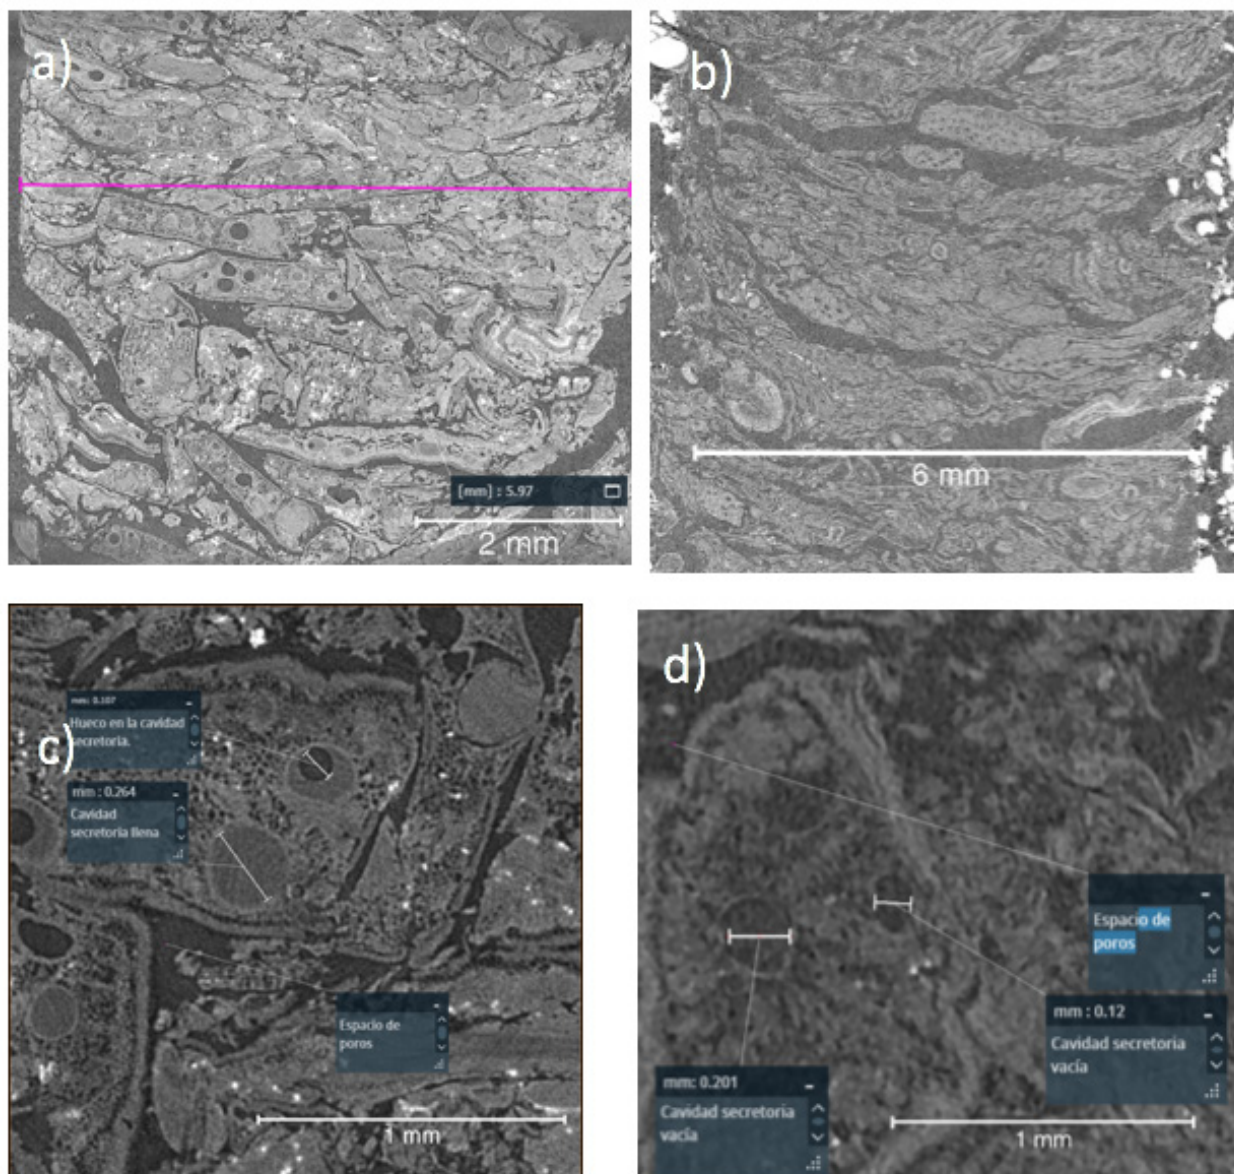 a)
b)
[mm] : 5.97
2 mm
6 mm
c)
mm: 0.107
Hueco en la cavidad
secretoria.
mm : 0.264
Cavidad
secretoria llena
Espacio de
poros
1 mm
d)
Espacio de
poros
mm : 0.12
Cavidad secretoria
vacía
mm: 0.201
Cavidad secretoria
vacía
1 mm